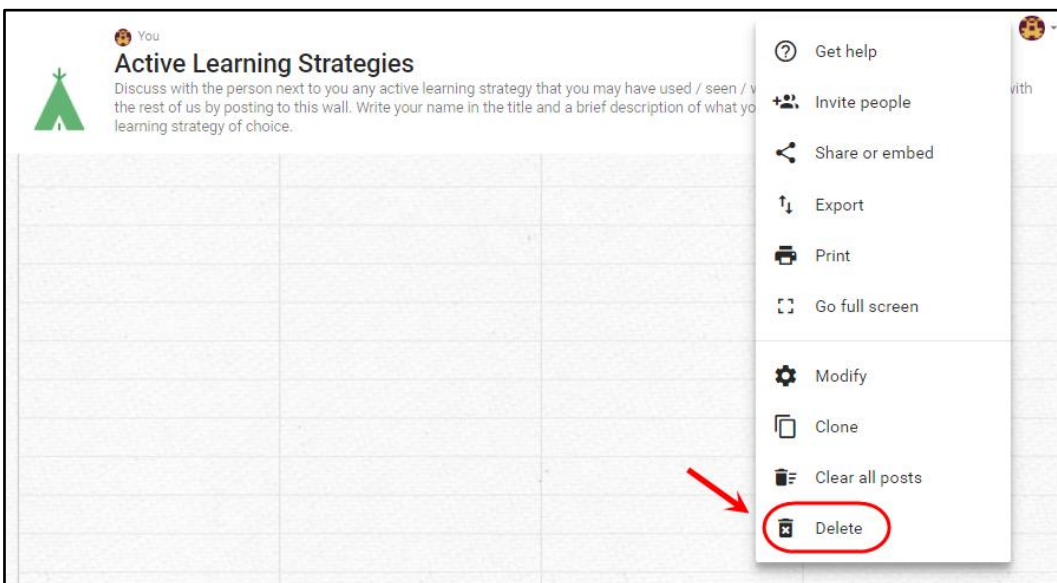 You
Active Learning Strategies
Discuss with the person next to you any active learning strategy that you may have used / seen / with
the rest of us by posting to this wall. Write your name in the title and a brief description of what
learning strategy of choice.
Get help
Invite people
Share or embed
Export
Print
Go full screen
Modify
Clone
Clear all posts
Delete